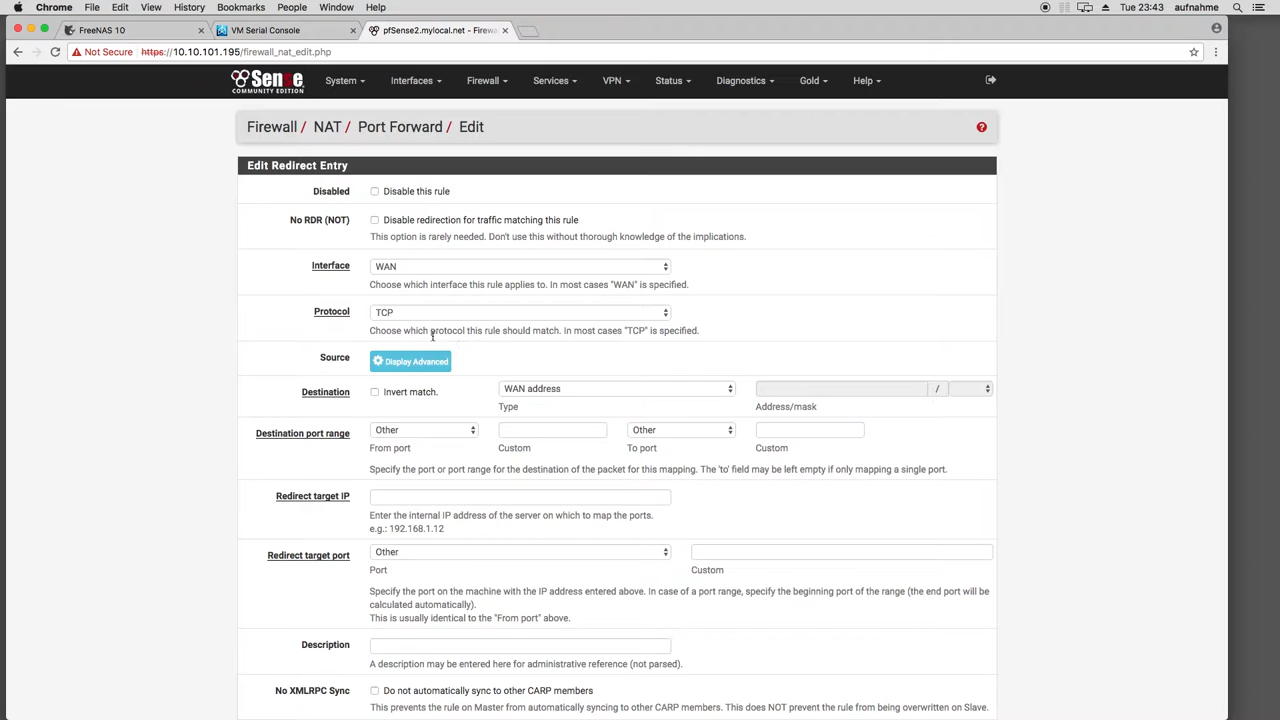 Chrome File Edit View History Bookmarks People Window Help Tue 23:43 aufnahme
FreeNAS 10 VM Serial Console pfSense2.mylocal.net - Firewa
Not Secure https://10.10.101.195/firewall_nat_edit.php
Sense System Interfaces Firewall Services VPN Status Diagnostics Gold Help
COMMUNITY EDITION
Firewall / NAT / Port Forward / Edit
Edit Redirect Entry
Disabled Disable this rule
No RDR (NOT) Disable redirection for traffic matching this rule
This option is rarely needed. Don't use this without thorough knowledge of the implications.
Interface WAN
Choose which interface this rule applies to. In most cases "WAN" is specified.
Protocol TCP
Choose which protocol this rule should match. In most cases "TCP" is specified.
Source Display Advanced
Destination Invert match. WAN address /
Type Address/mask
Destination port range Other Other
From port Custom To port Custom
Specify the port or port range for the destination of the packet for this mapping. The 'to' field may be left empty if only mapping a single port.
Redirect target IP
Enter the internal IP address of the server on which to map the ports.
e.g.: 192.168.1.12
Redirect target port Other
Port Custom
Specify the port on the machine with the IP address entered above. In case of a port range, specify the beginning port of the range (the end port will be
calculated automatically).
This is usually identical to the "From port" above.
Description
A description may be entered here for administrative reference (not parsed).
No XMLRPC Sync Do not automatically sync to other CARP members
This prevents the rule on Master from automatically syncing to other CARP members. This does NOT prevent the rule from being overwritten on Slave.